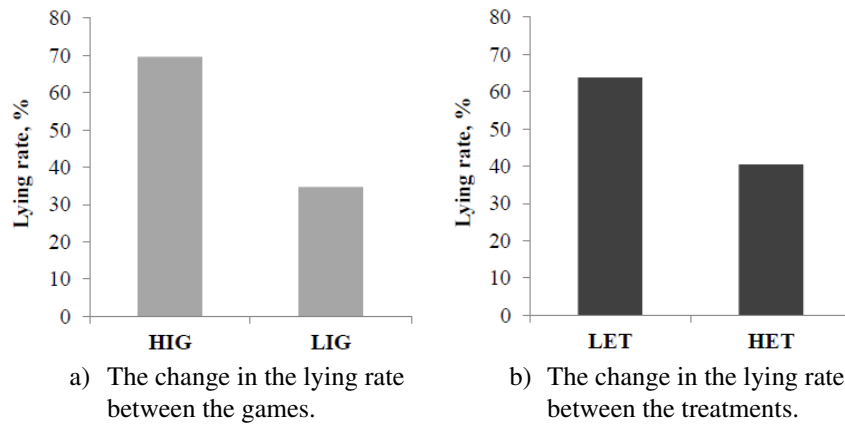 80
70
60
50
40
30
20
10
0
Lying rate, %
HIG LIG
a) The change in the lying rate
between the games.
80
70
60
50
40
30
20
10
0
Lying rate, %
LET HET
b) The change in the lying rate
between the treatments.